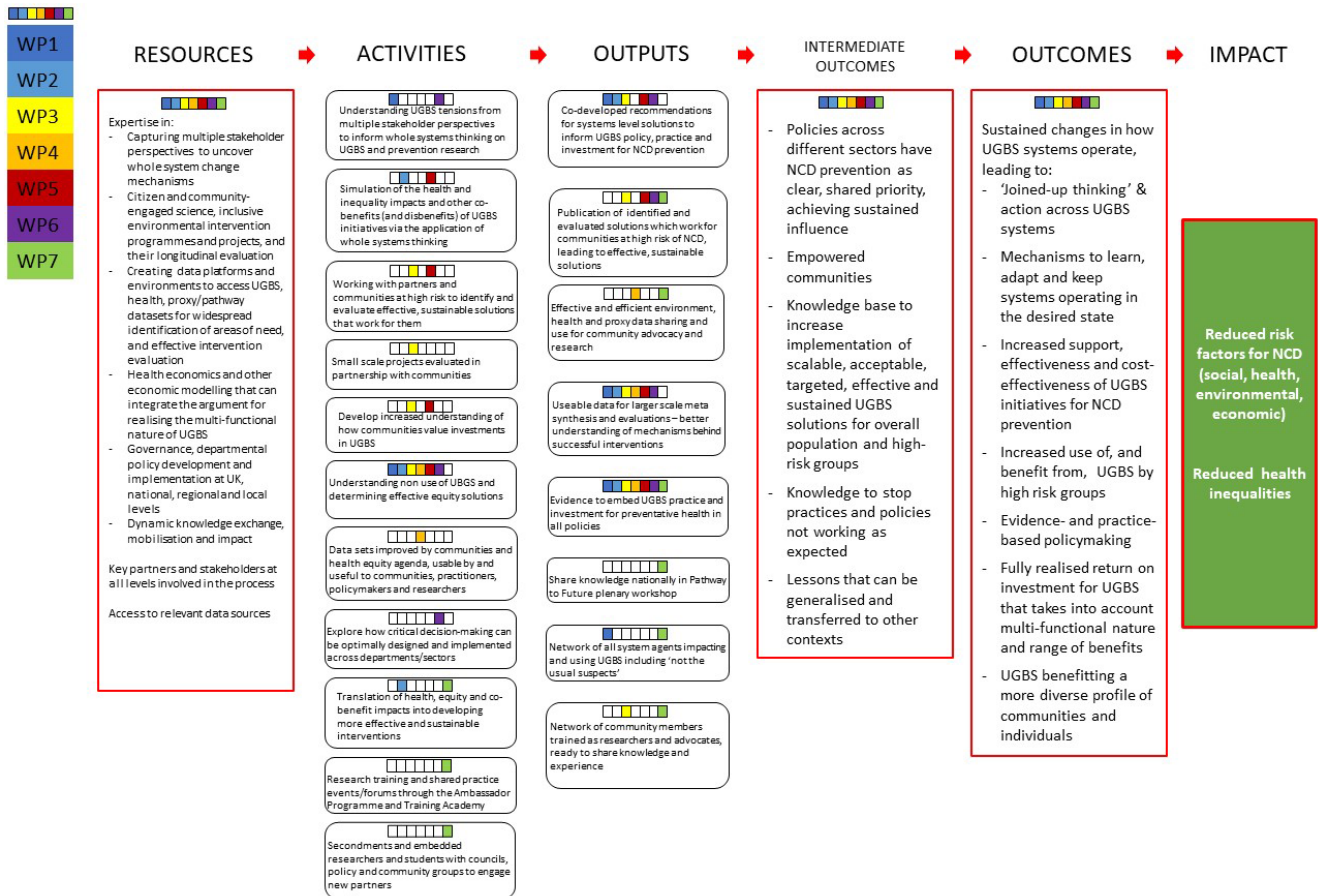 WP1
WP2
WP3
WP4
WP5
WP6
WP7
RESOURCES
ACTIVITIES
OUTPUTS
INTERMEDIATE
OUTCOMES
OUTCOMES
IMPACT
Expertise in:
- Capturing multiple stakeholder
perspectives to uncover
whole system change
mechanisms
- Citizen and community-
engaged science, inclusive
environmental intervention
programmes and projects, and
their longitudinal evaluation
- Creating data platforms and
environments to access UGBS,
health, proxy/pathway
datasets for widespread
identification of areas of need,
and effective intervention
evaluation
- Health economics and other
economic modelling that can
integrate the argument for
realising the multi-functional
nature of UGBS
- Governance, departmental
policy development and
implementation at UK,
national, regional and local
levels
- Dynamic knowledge exchange,
mobilisation and impact
Key partners and stakeholders at
all levels involved in the process
Access to relevant data sources
Understanding UGBS tensions from
multiple stakeholder perspectives
to inform whole systems thinking on
UGBS and prevention research
Simulation of the health and
inequality impacts and other co-
benefits (and disbenefits) of UGBS
initiatives via the application of
whole systems thinking
Working with partners and
communities at high risk to identify and
evaluate effective, sustainable solutions
that work for them
Small scale projects evaluated in
partnership with communities
Develop increased understanding of
how communities value investments
in UGBS
Understanding non use of UBGS and
determining effective equity solutions
Data sets improved by communities and
health equity agenda, usable by and
useful to communities, practitioners,
policymakers and researchers
Explore how critical decision-making can
be optimally designed and implemented
across departments/sectors
Translation of health, equity and co-
benefit impacts into developing
more effective and sustainable
interventions
Research training and shared practice
events/forums through the Ambassador
Programme and Training Academy
Secondments and embedded
researchers and students with councils,
policy and community groups to engage
new partners
Co-developed recommendations
for systems level solutions to
inform UGBS policy, practice and
investment for NCD prevention
Publication of identified and
evaluated solutions which work for
communities at high risk of NCD,
leading to effective, sustainable
solutions
Effective and efficient environment,
health and proxy data sharing and
use for community advocacy and
research
Useable data for larger scale meta
synthesis and evaluations – better
understanding of mechanisms behind
successful interventions
Evidence to embed UGBS practice and
investment for preventative health in
all policies
Share knowledge nationally in Pathway
to Future plenary workshop
Network of all system agents impacting
and using UGBS including ‘not the
usual suspects’
Network of community members
trained as researchers and advocates,
ready to share knowledge and
experience
- Policies across
different sectors have
NCD prevention as
clear, shared priority,
achieving sustained
influence
- Empowered
communities
- Knowledge base to
increase
implementation of
scalable, acceptable,
targeted, effective and
sustained UGBS
solutions for overall
population and high-
risk groups
- Knowledge to stop
practices and policies
not working as
expected
- Lessons that can be
generalised and
transferred to other
contexts
Sustained changes in how
UGBS systems operate,
leading to:
- ‘Joined-up thinking’ &
action across UGBS
systems
- Mechanisms to learn,
adapt and keep
systems operating in
the desired state
- Increased support,
effectiveness and cost-
effectiveness of UGBS
initiatives for NCD
prevention
- Increased use of, and
benefit from, UGBS by
high risk groups
- Evidence- and practice-
based policymaking
- Fully realised return on
investment for UGBS
that takes into account
multi-functional nature
and range of benefits
- UGBS benefitting a
more diverse profile of
communities and
individuals
Reduced risk
factors for NCD
(social, health,
environmental,
economic)
Reduced health
inequalities